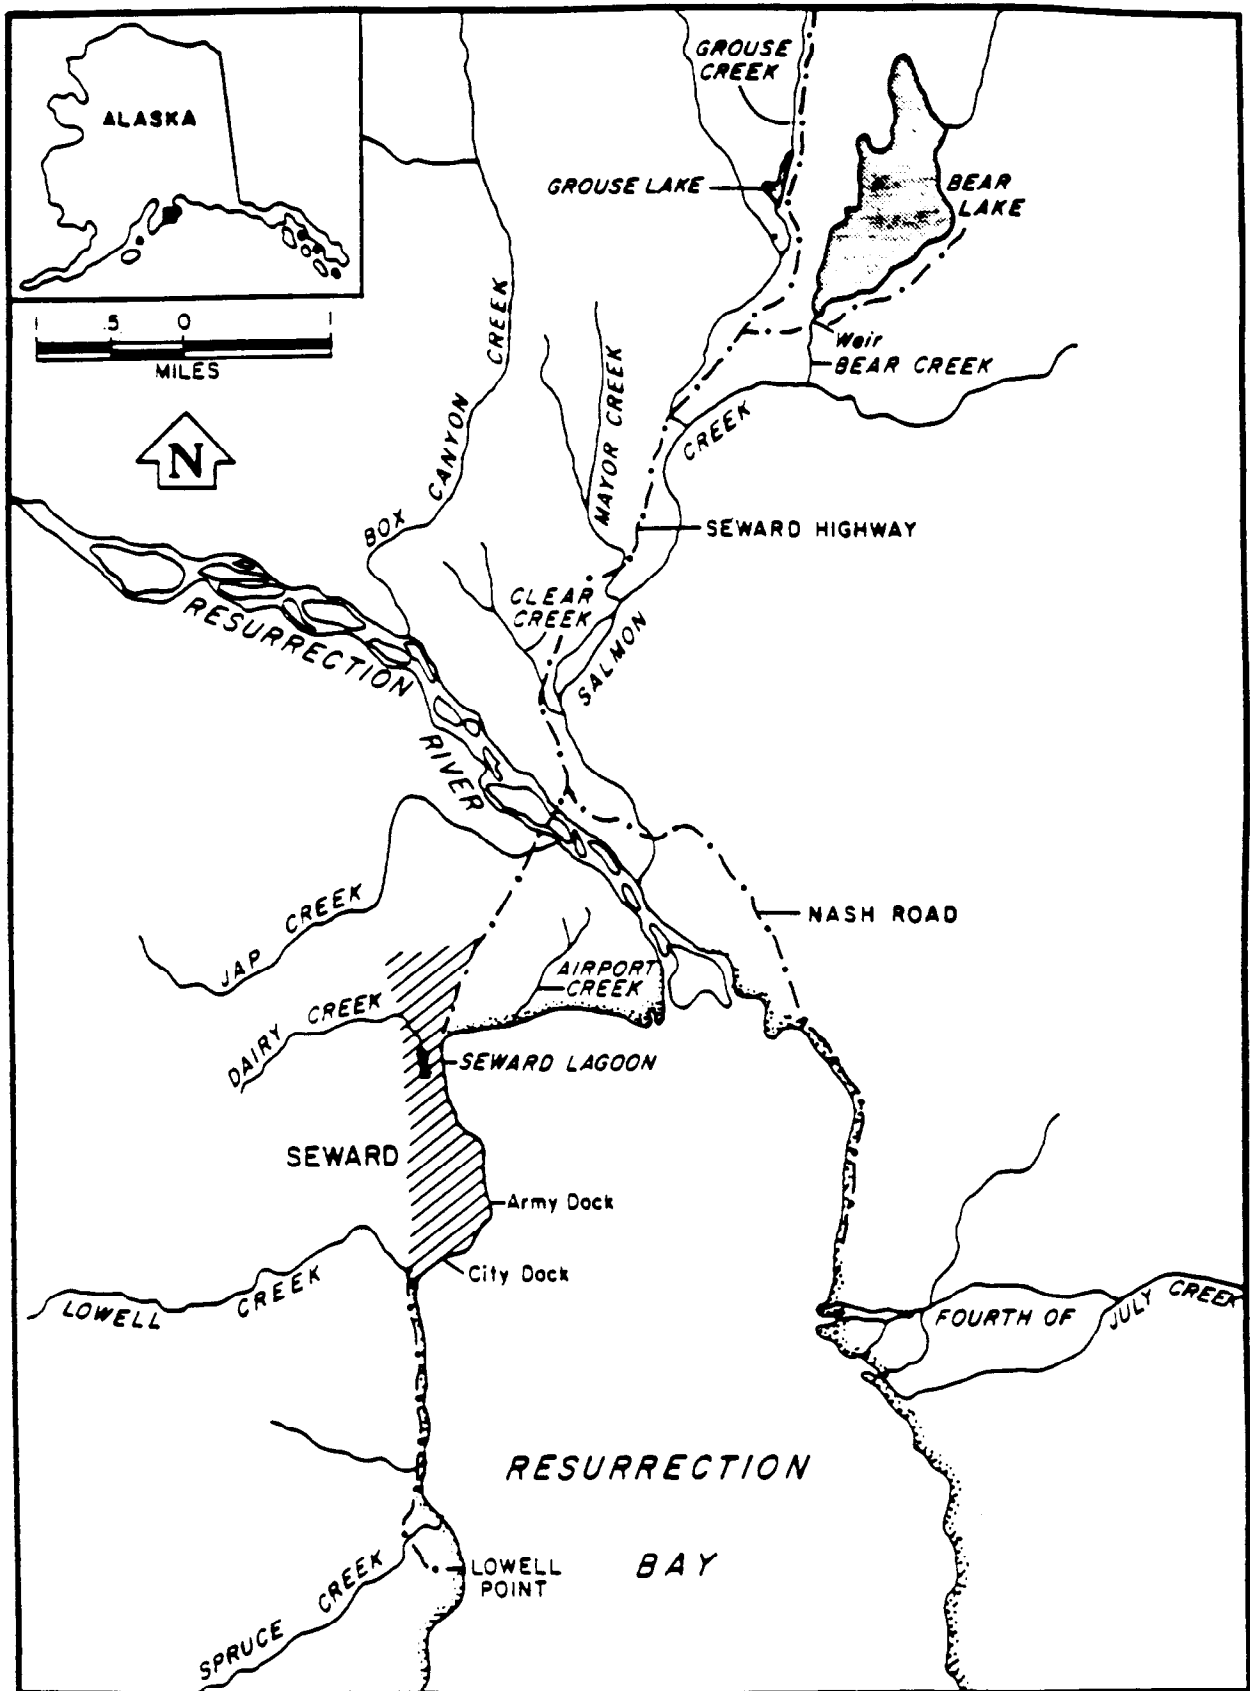 ALASKA
GROUSE
CREEK
GROUSE LAKE
BEAR
LAKE
.5 0 1
MILES
N
Weir
BEAR CREEK
BOX CANYON CREEK
MAYOR CREEK
CREEK
SEWARD HIGHWAY
CLEAR
CREEK
SALMON
RESURRECTION
RIVER
JAP CREEK
NASH ROAD
AIRPORT
CREEK
DAIRY CREEK
SEWARD LAGOON
SEWARD
Army Dock
City Dock
LOWELL CREEK
FOURTH OF JULY CREEK
RESURRECTION
BAY
LOWELL
POINT
SPRUCE CREEK